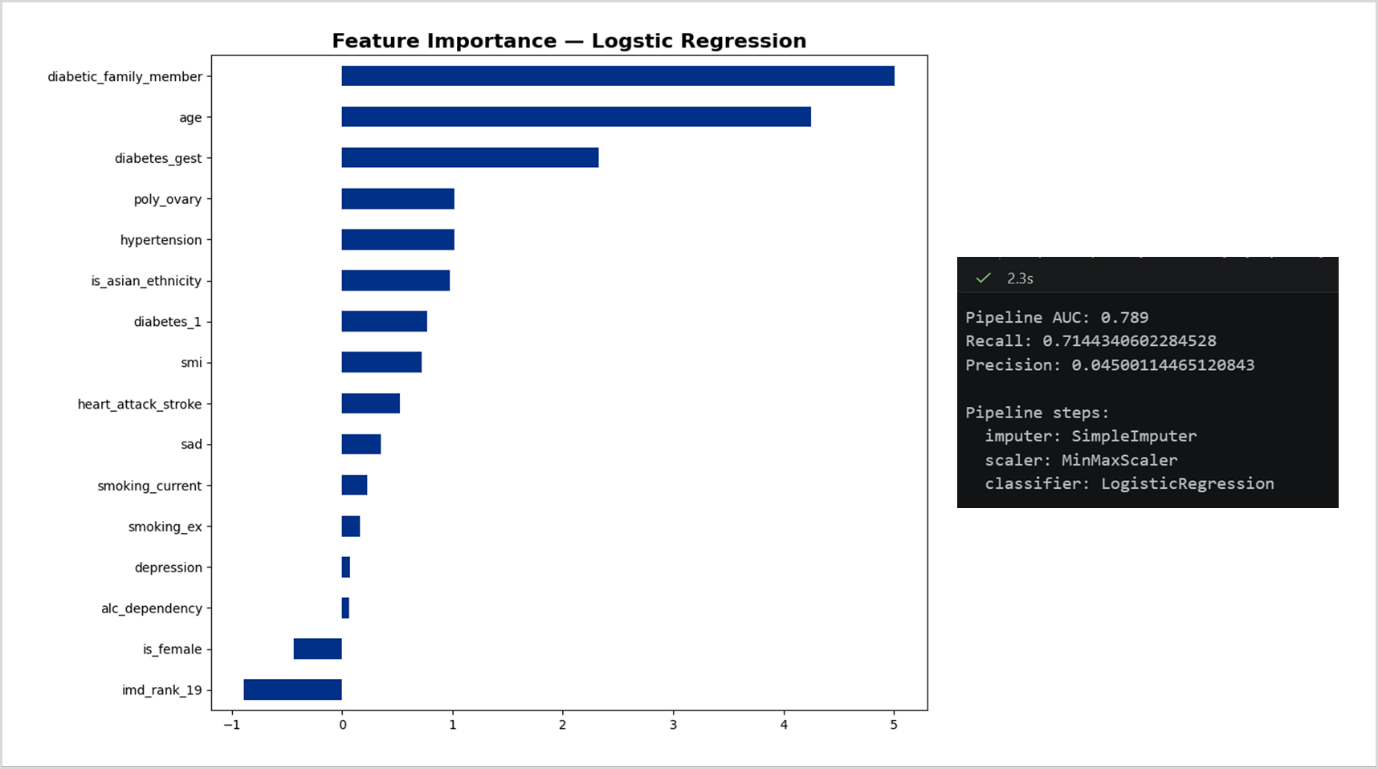 Feature Importance — Logstic Regression
diabetic_family_member
age
diabetes_gest
poly_ovary
hypertension
is_asian_ethnicity
diabetes_1
smi
heart_attack_stroke
sad
smoking_current
smoking_ex
depression
alc_dependency
is_female
imd_rank_19
−1 0 1 2 3 4 5
2.3s
Pipeline AUC: 0.789
Recall: 0.7144340602284528
Precision: 0.04500114465120843
Pipeline steps:
imputer: SimpleImputer
scaler: MinMaxScaler
classifier: LogisticRegression